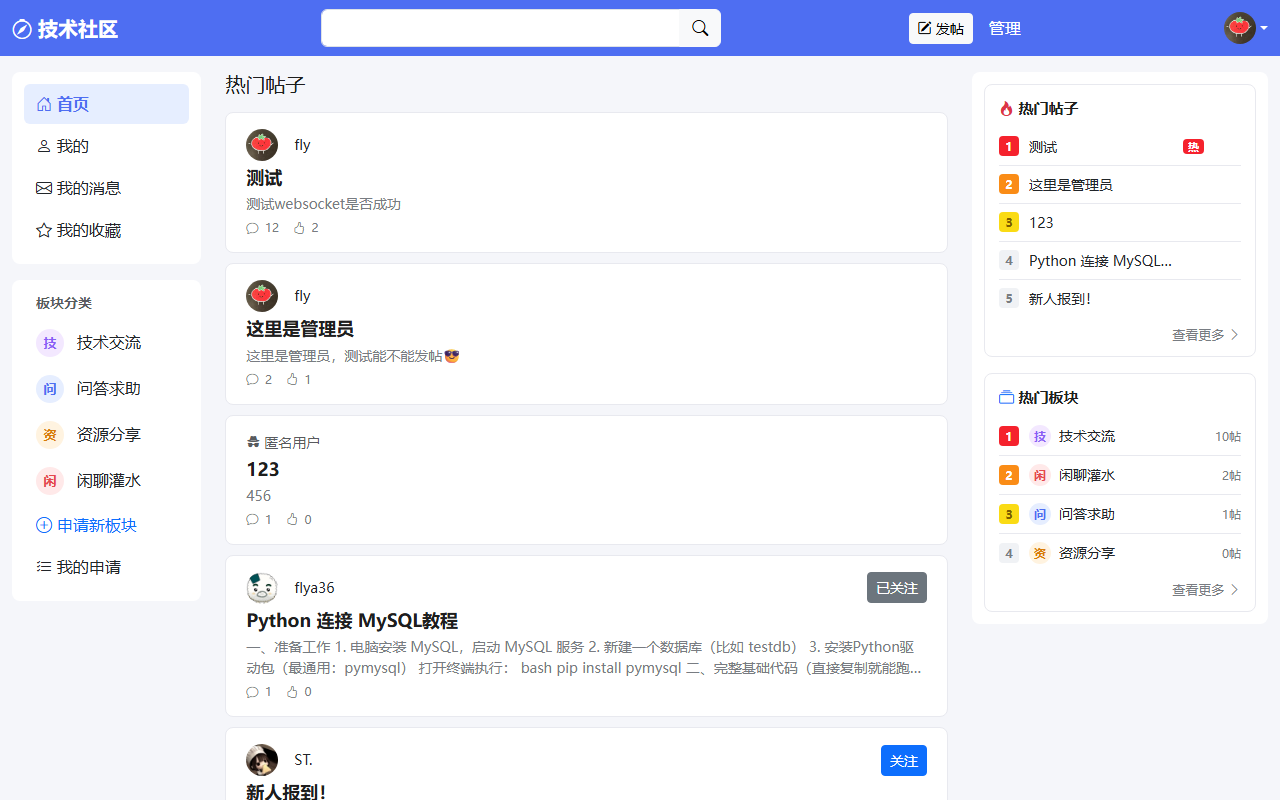 技术社区
发帖
管理
首页
我的
我的消息
我的收藏
板块分类
技 技术交流
问 问答求助
资 资源分享
闲 闲聊灌水
申请新板块
我的申请
热门帖子
fly
测试
测试websocket是否成功
12 2
fly
这里是管理员
这里是管理员，测试能不能发帖😎
2 1
匿名用户
123
456
1 0
flya36
已关注
Python 连接 MySQL教程
一、准备工作 1. 电脑安装 MySQL，启动 MySQL 服务 2. 新建一个数据库（比如 testdb） 3. 安装Python驱
动包（最通用：pymysql） 打开终端执行： bash pip install pymysql 二、完整基础代码（直接复制就能跑...
1 0
ST.
关注
新人报到！
热门帖子
1 测试 热
2 这里是管理员
3 123
4 Python 连接 MySQL...
5 新人报到！
查看更多
热门板块
1 技 技术交流 10帖
2 闲 闲聊灌水 2帖
3 问 问答求助 1帖
4 资 资源分享 0帖
查看更多